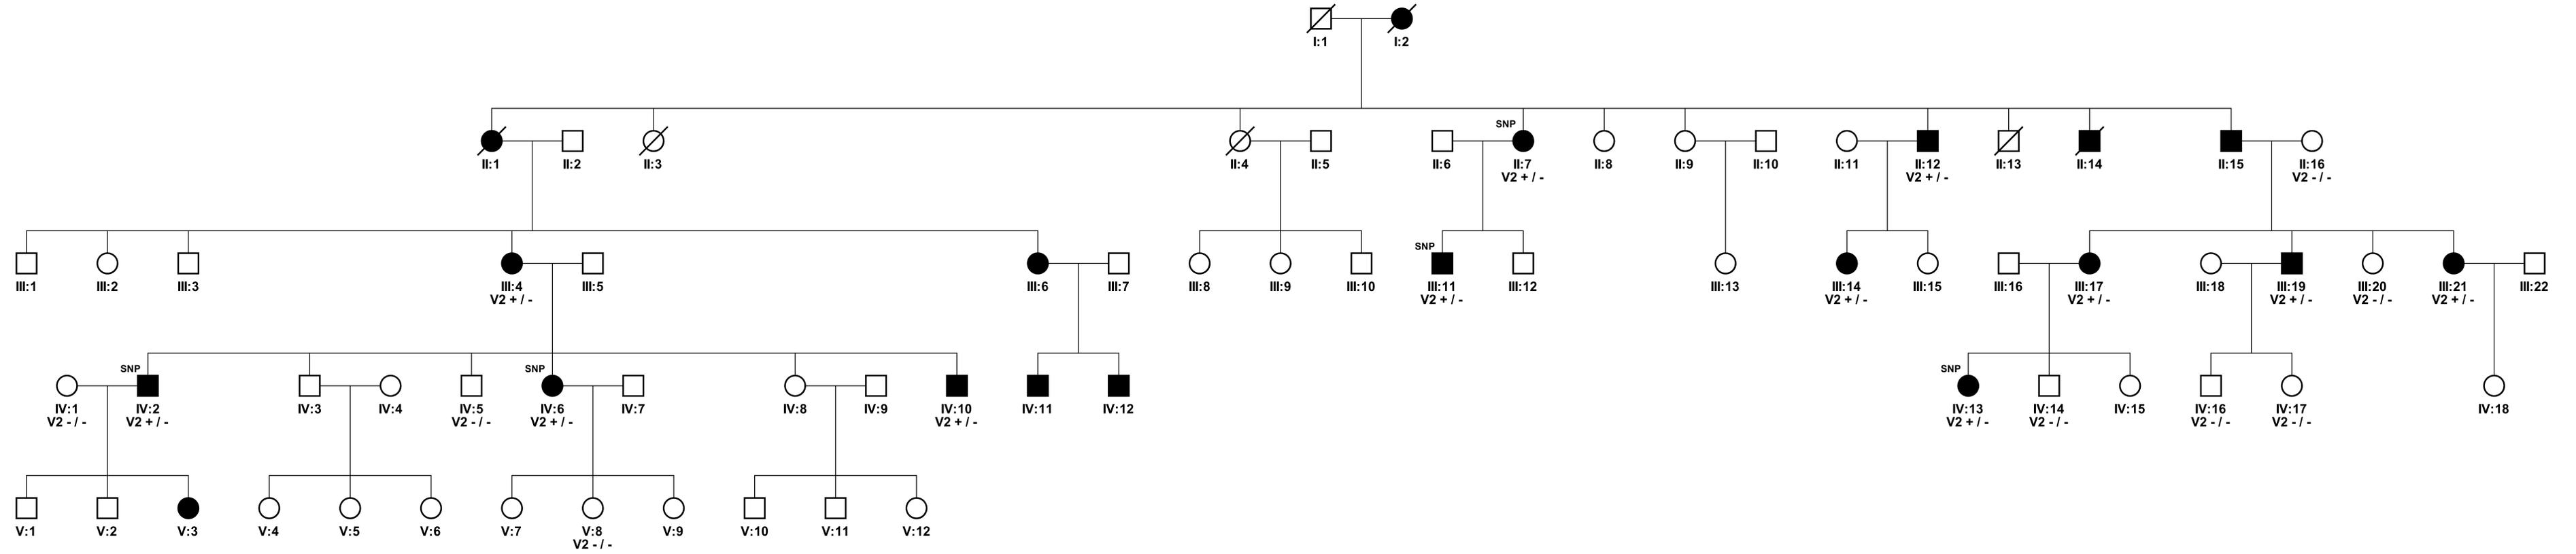 I:1 I:2
SNP
II:1 II:2 II:3 II:4 II:5 II:6 II:7 II:8 II:9 II:10 II:11 II:12 II:13 II:14 II:15 II:16
V2 + / - V2 + / - V2 - / -
SNP
III:1 III:2 III:3 III:4 III:5 III:6 III:7 III:8 III:9 III:10 III:11 III:12 III:13 III:14 III:15 III:16 III:17 III:18 III:19 III:20 III:21 III:22
V2 + / - V2 + / - V2 + / - V2 + / - V2 + / - V2 - / - V2 + / -
SNP SNP SNP
IV:1 IV:2 IV:3 IV:4 IV:5 IV:6 IV:7 IV:8 IV:9 IV:10 IV:11 IV:12 IV:13 IV:14 IV:15 IV:16 IV:17 IV:18
V2 - / - V2 + / - V2 - / - V2 + / - V2 + / - V2 + / - V2 - / - V2 - / - V2 - / -
V:1 V:2 V:3 V:4 V:5 V:6 V:7 V:8 V:9 V:10 V:11 V:12
V2 - / -